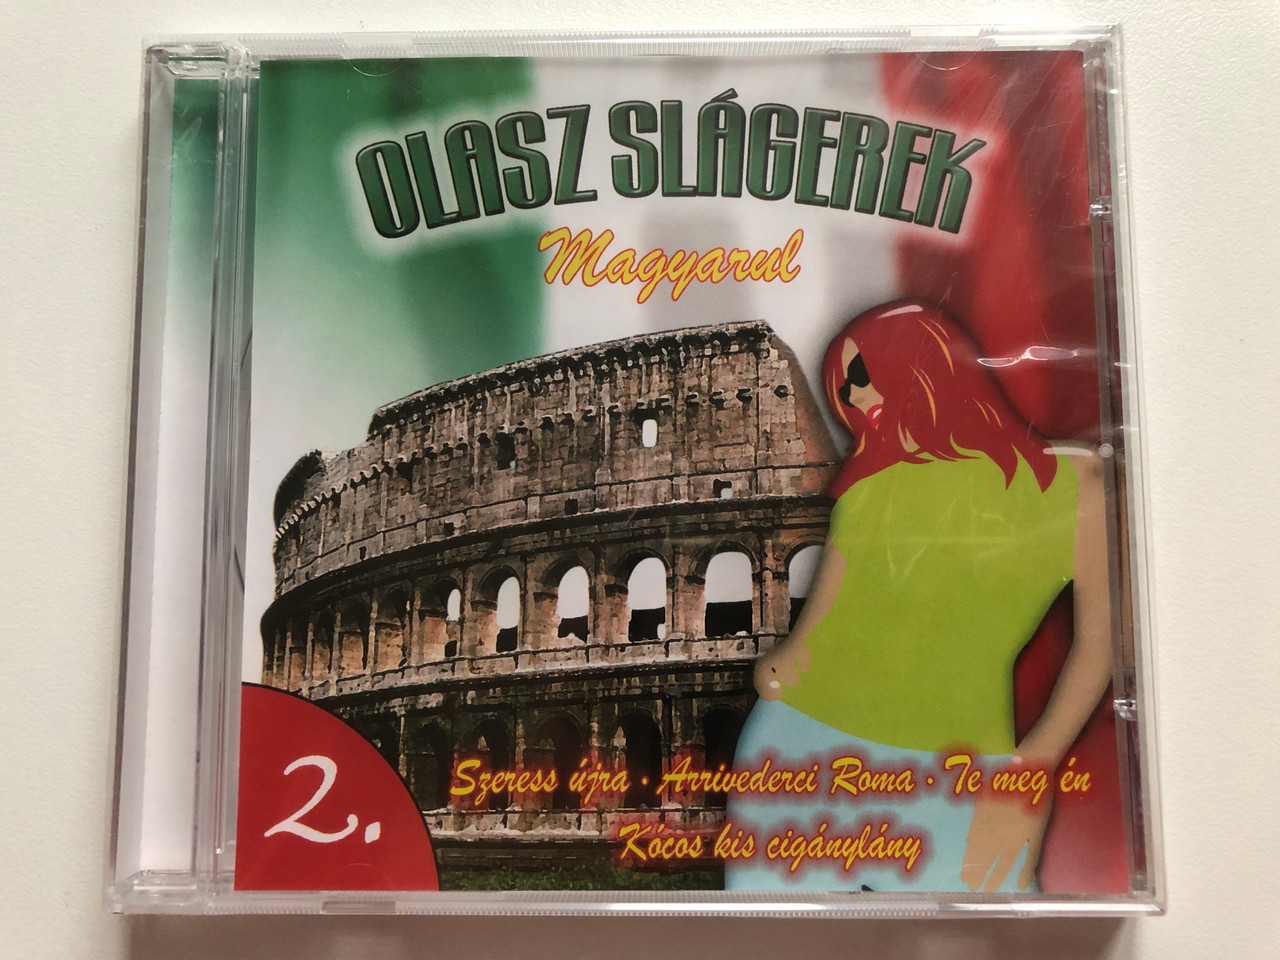 OLASZ SLÁGEREK
Magyarul
Szeress újra · Arrivederci Roma · Te meg én
Kócos kis cigánylány
2.